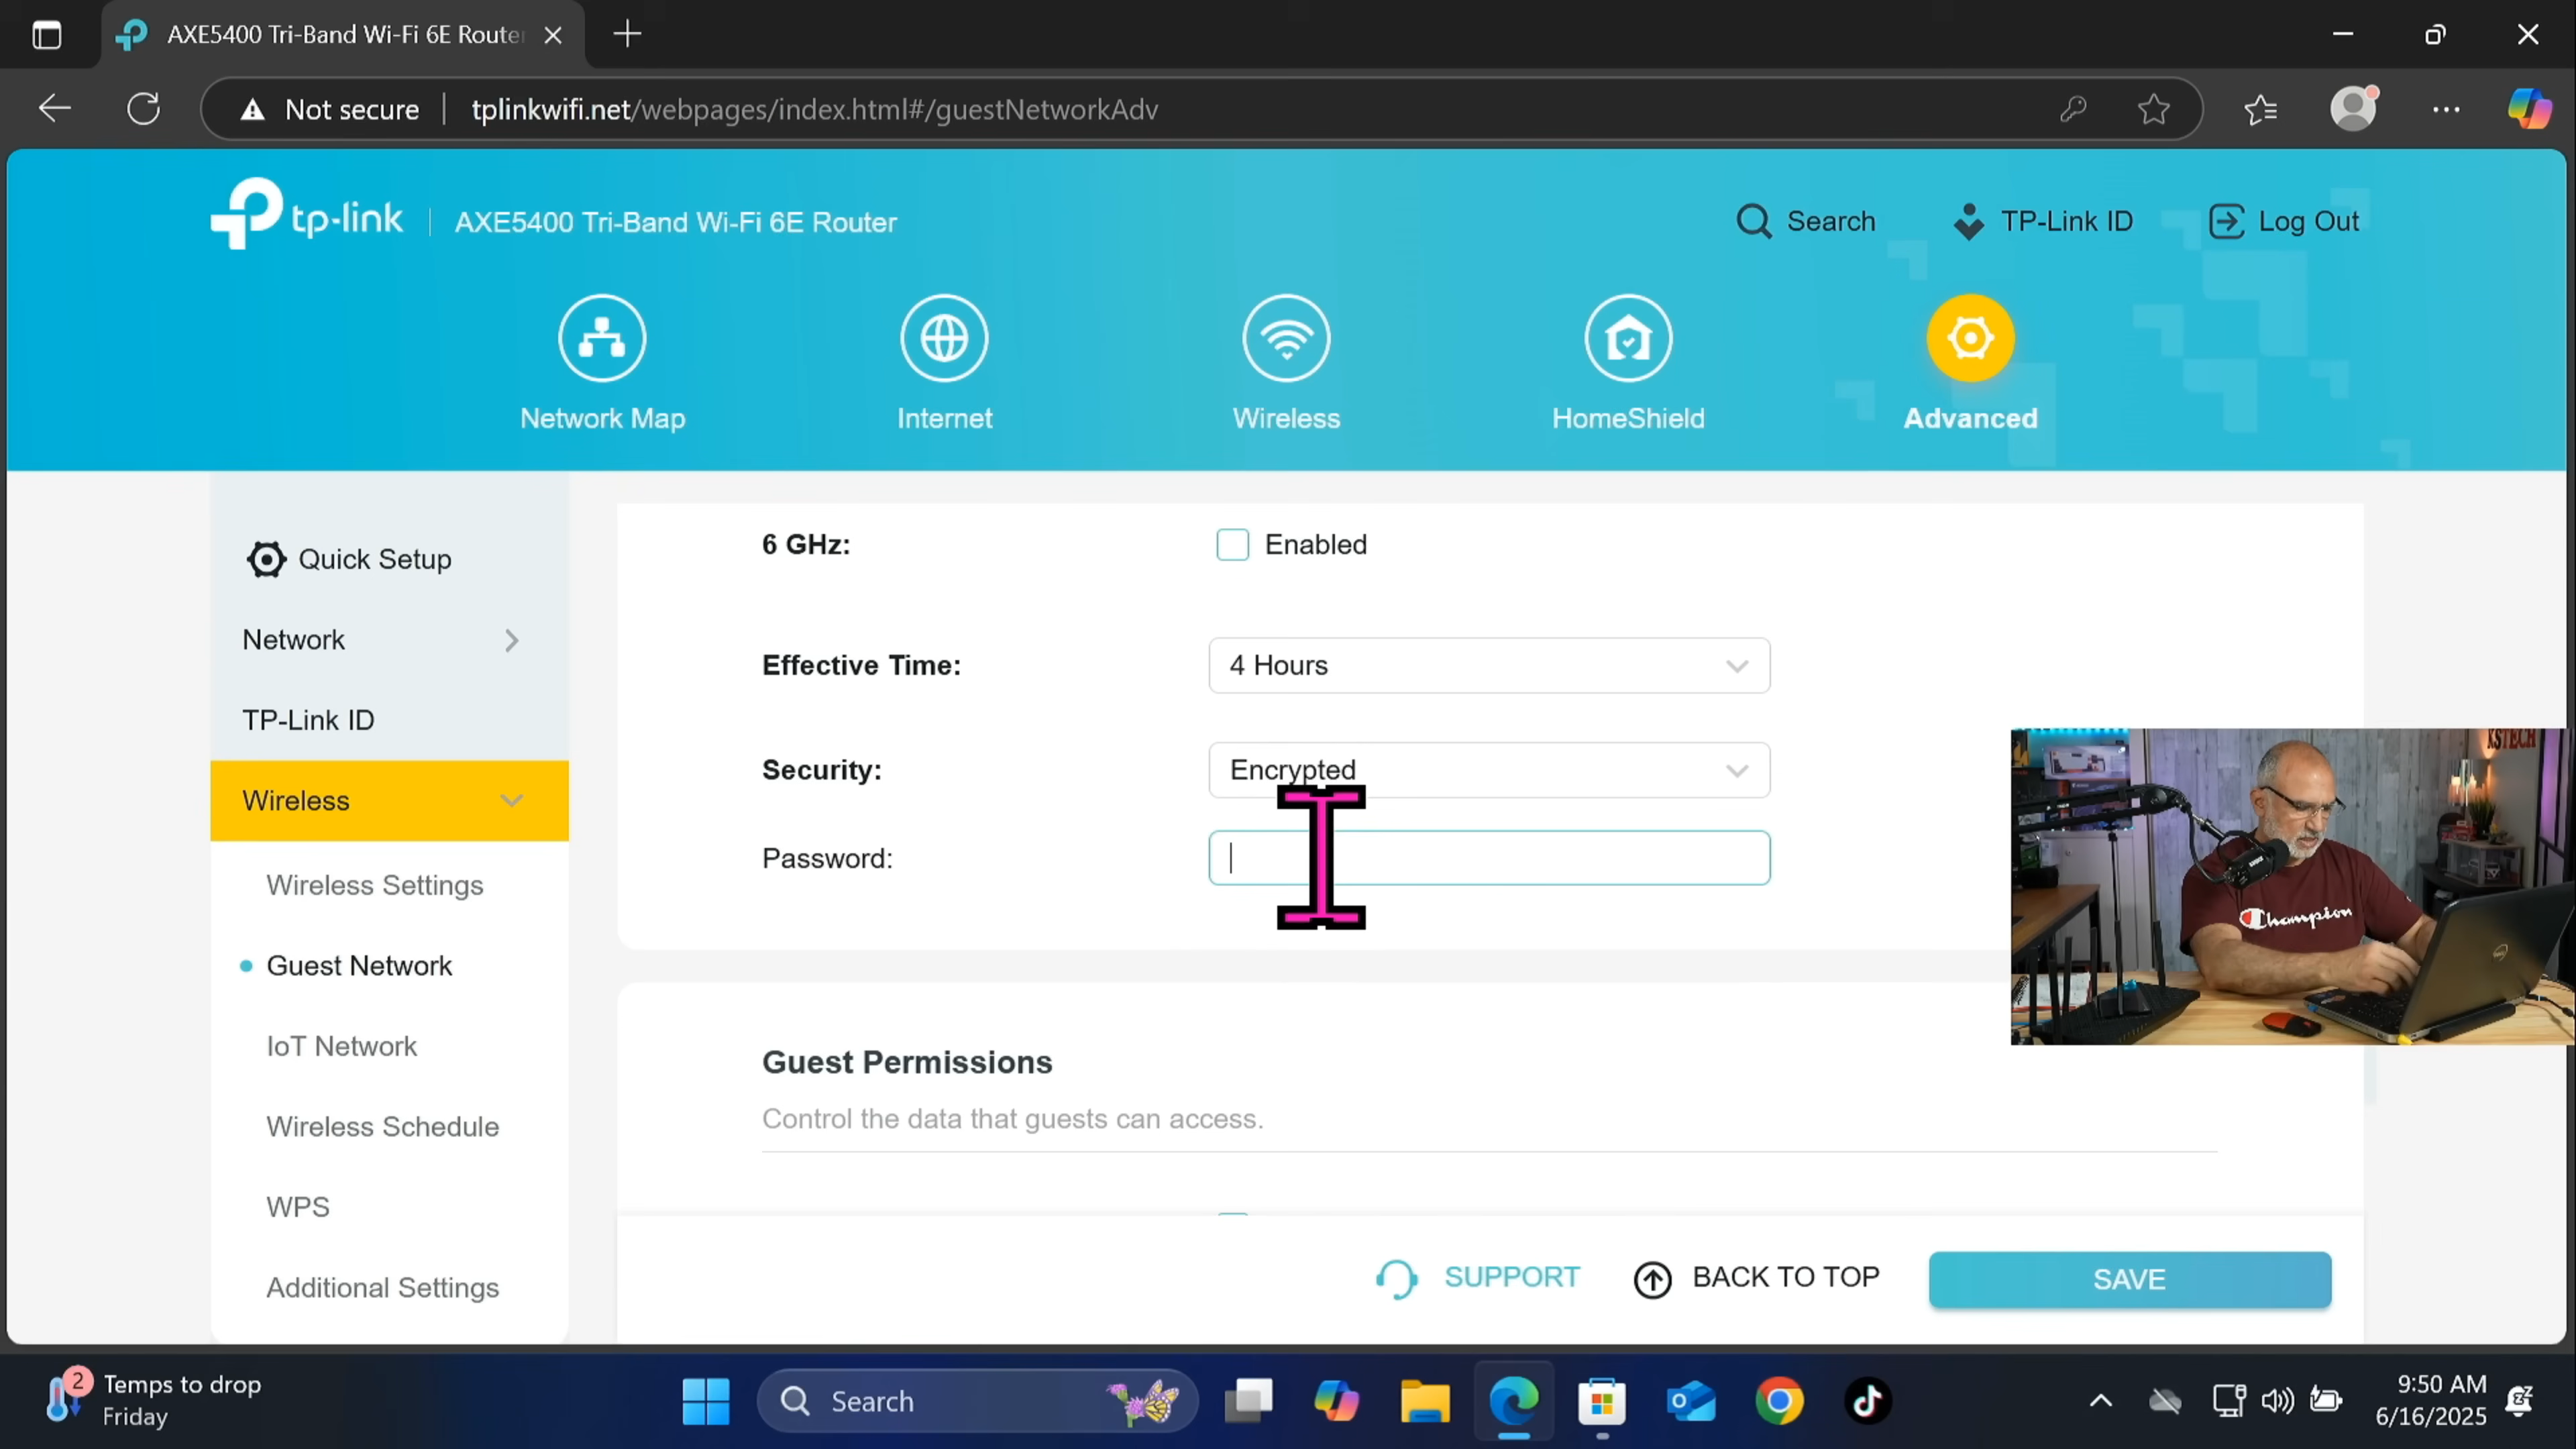 AXE5400 Tri-Band Wi-Fi 6E Route
Not secure
tplinkwifi.net/webpages/index.html#/guestNetworkAdv
tp-link
AXE5400 Tri-Band Wi-Fi 6E Router
Search
TP-Link ID
Log Out
Network Map
Internet
Wireless
HomeShield
Advanced
Quick Setup
Network
TP-Link ID
Wireless
Wireless Settings
Guest Network
IoT Network
Wireless Schedule
WPS
Additional Settings
6 GHz:
Enabled
Effective Time:
4 Hours
Security:
Encrypted
Password:
KSTECH
Champion
Guest Permissions
Control the data that guests can access.
SUPPORT
BACK TO TOP
SAVE
2
Temps to drop
Friday
Search
9:50 AM
6/16/2025